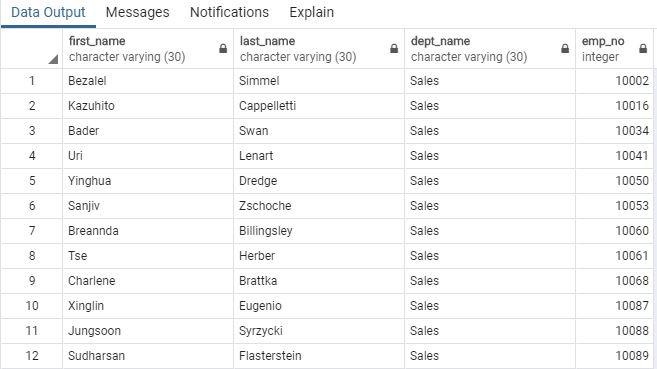 Data Output Messages Notifications Explain
first_name last_name dept_name emp_no
character varying (30) character varying (30) character varying (30) integer
1 Bezalel Simmel Sales 10002
2 Kazuhito Cappelletti Sales 10016
3 Bader Swan Sales 10034
4 Uri Lenart Sales 10041
5 Yinghua Dredge Sales 10050
6 Sanjiv Zschoche Sales 10053
7 Breannda Billingsley Sales 10060
8 Tse Herber Sales 10061
9 Charlene Brattka Sales 10068
10 Xinglin Eugenio Sales 10087
11 Jungsoon Syrzycki Sales 10088
12 Sudharsan Flasterstein Sales 10089